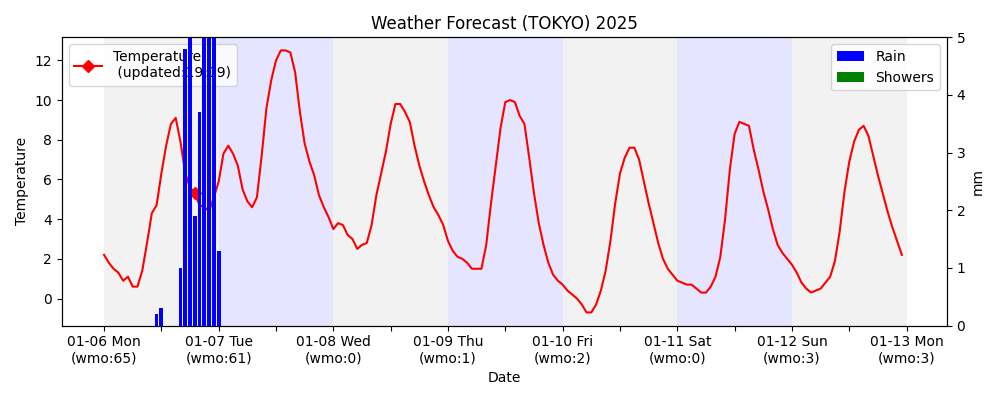 Weather Forecast (TOKYO) 2025
Temperature
(updated:19:09)
Rain
Showers
12
10
8
6
4
2
0
Temperature
5
4
3
2
1
0
mm
01-06 Mon
(wmo:65)
01-07 Tue
(wmo:61)
01-08 Wed
(wmo:0)
01-09 Thu
(wmo:1)
01-10 Fri
(wmo:2)
01-11 Sat
(wmo:0)
01-12 Sun
(wmo:3)
01-13 Mon
(wmo:3)
Date